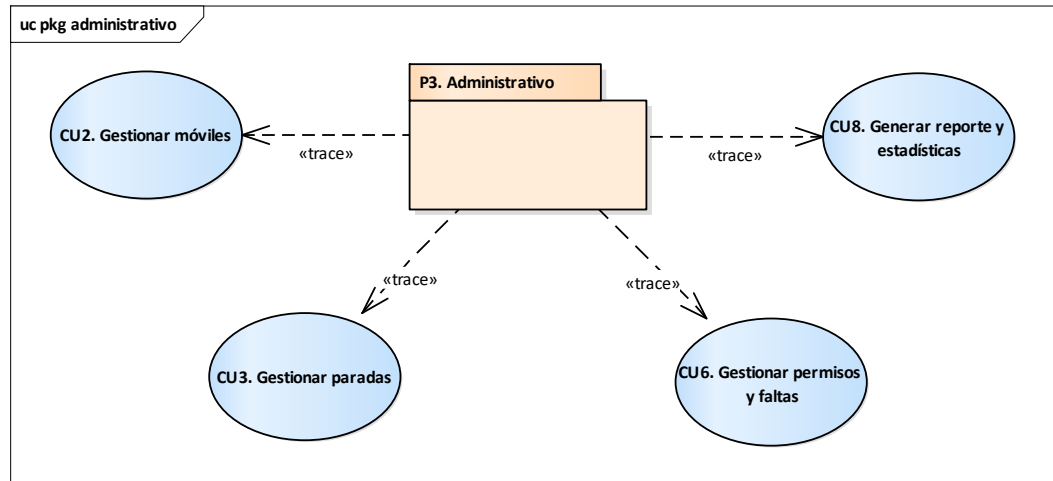 uc pkg administrativo
P3. Administrativo
CU2. Gestionar móviles
«trace»
«trace»
CU8. Generar reporte y
estadísticas
«trace»
«trace»
CU3. Gestionar paradas
CU6. Gestionar permisos
y faltas